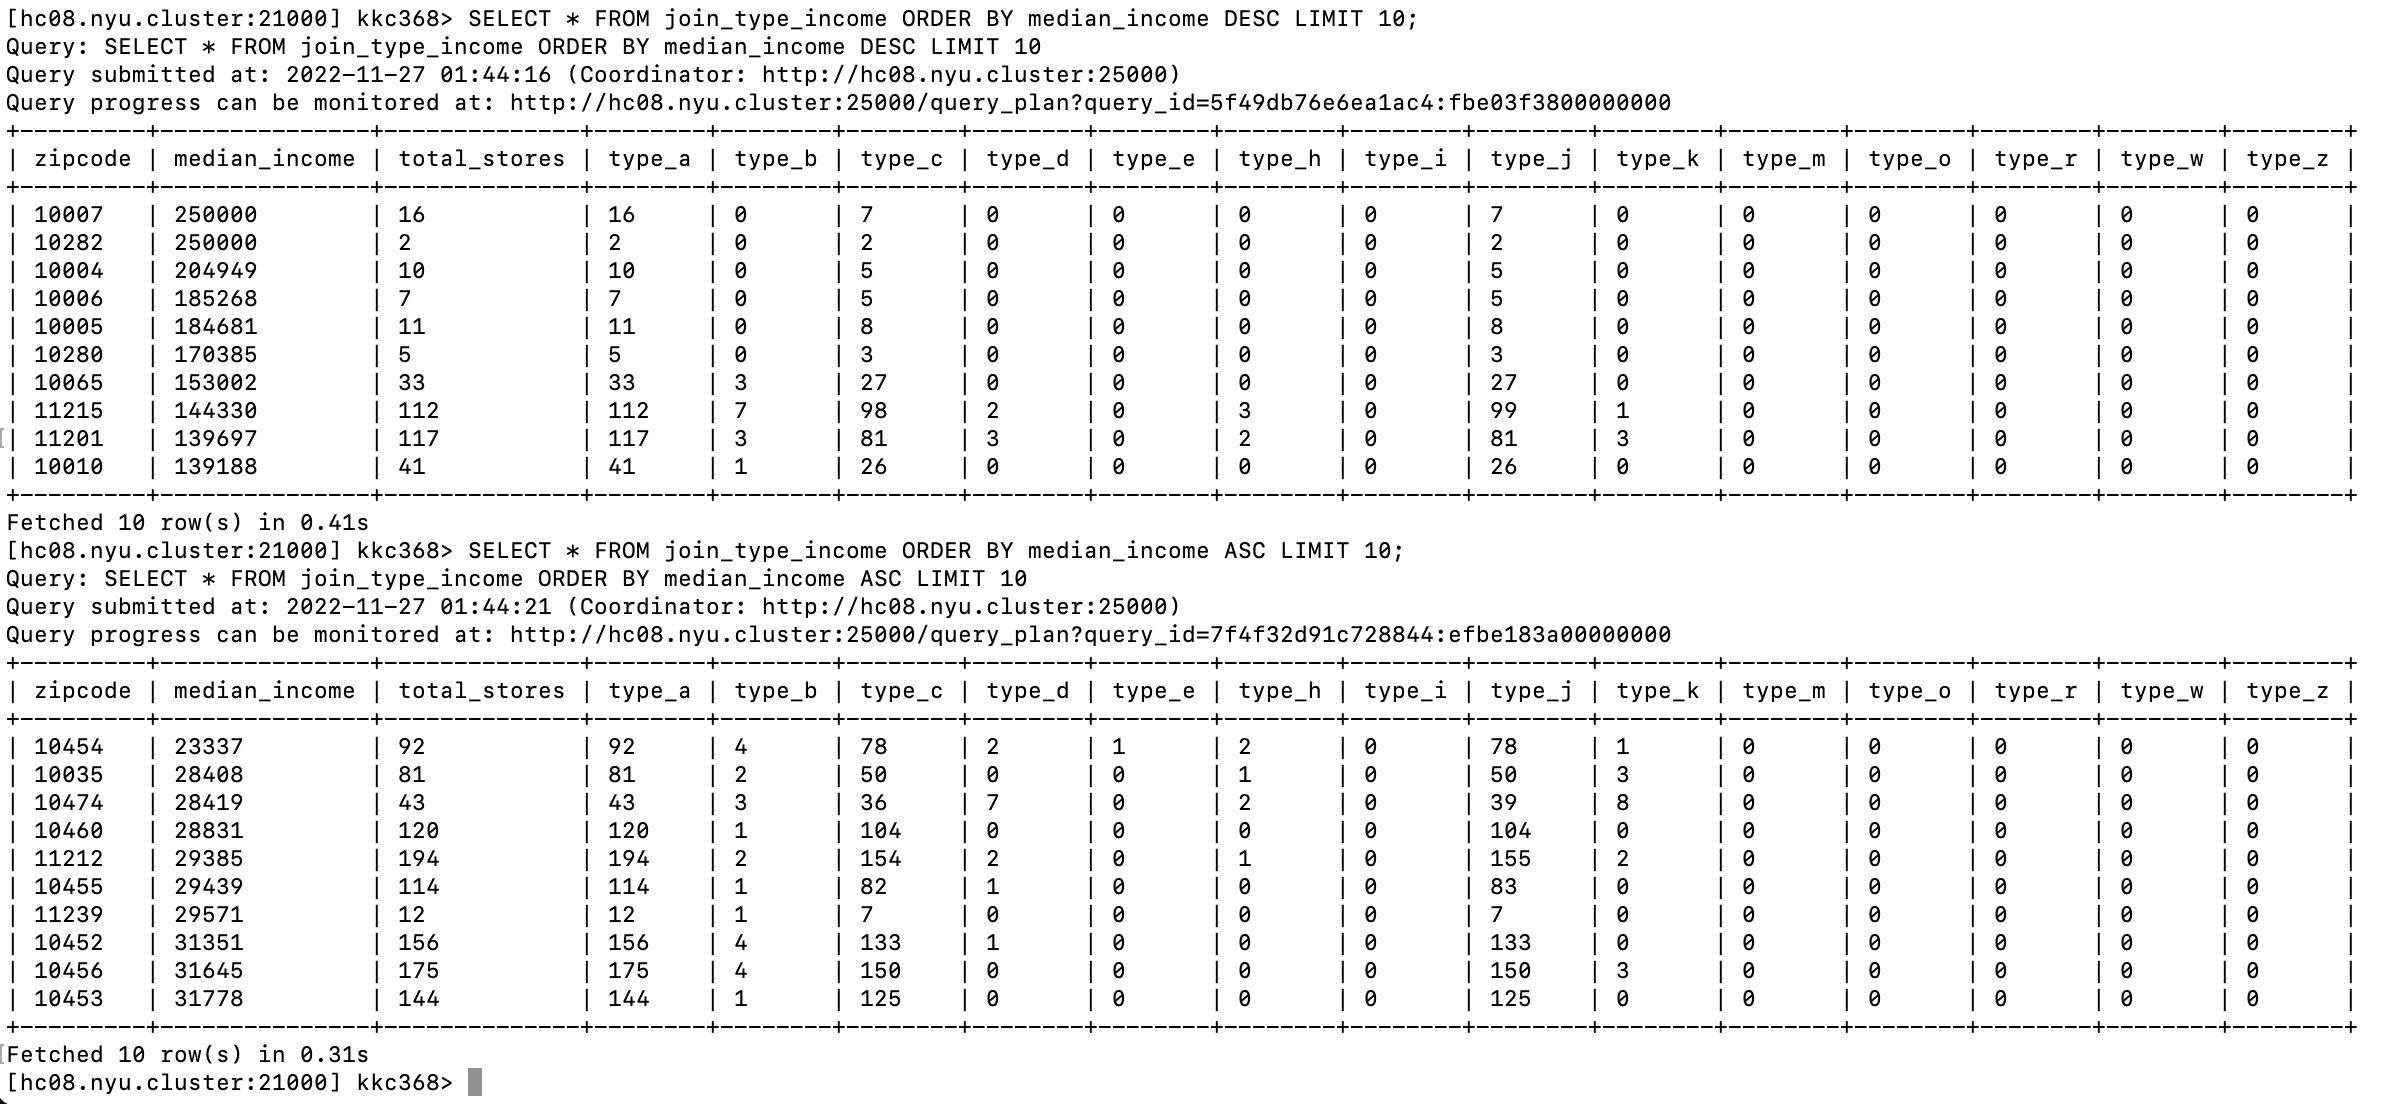 [hc08.nyu.cluster:21000] kkc368> SELECT * FROM join_type_income ORDER BY median_income DESC LIMIT 10;
Query: SELECT * FROM join_type_income ORDER BY median_income DESC LIMIT 10
Query submitted at: 2022-11-27 01:44:16 (Coordinator: http://hc08.nyu.cluster:25000)
Query progress can be monitored at: http://hc08.nyu.cluster:25000/query_plan?query_id=5f49db76e6ea1ac4:fbe03f3800000000
+---------+---------------+--------------+--------+--------+--------+--------+--------+--------+--------+--------+--------+--------+--------+--------+--------+--------+
| zipcode | median_income | total_stores | type_a | type_b | type_c | type_d | type_e | type_h | type_i | type_j | type_k | type_m | type_o | type_r | type_w | type_z |
+---------+---------------+--------------+--------+--------+--------+--------+--------+--------+--------+--------+--------+--------+--------+--------+--------+--------+
| 10007 | 250000 | 16 | 16 | 0 | 7 | 0 | 0 | 0 | 0 | 7 | 0 | 0 | 0 | 0 | 0 | 0 |
| 10282 | 250000 | 2 | 2 | 0 | 2 | 0 | 0 | 0 | 0 | 2 | 0 | 0 | 0 | 0 | 0 | 0 |
| 10004 | 204949 | 10 | 10 | 0 | 5 | 0 | 0 | 0 | 0 | 5 | 0 | 0 | 0 | 0 | 0 | 0 |
| 10006 | 185268 | 7 | 7 | 0 | 5 | 0 | 0 | 0 | 0 | 5 | 0 | 0 | 0 | 0 | 0 | 0 |
| 10005 | 184681 | 11 | 11 | 0 | 8 | 0 | 0 | 0 | 0 | 8 | 0 | 0 | 0 | 0 | 0 | 0 |
| 10280 | 170385 | 5 | 5 | 0 | 3 | 0 | 0 | 0 | 0 | 3 | 0 | 0 | 0 | 0 | 0 | 0 |
| 10065 | 153002 | 33 | 33 | 3 | 27 | 0 | 0 | 0 | 0 | 27 | 0 | 0 | 0 | 0 | 0 | 0 |
| 11215 | 144330 | 112 | 112 | 7 | 98 | 2 | 0 | 3 | 0 | 99 | 1 | 0 | 0 | 0 | 0 | 0 |
| 11201 | 139697 | 117 | 117 | 3 | 81 | 3 | 0 | 2 | 0 | 81 | 3 | 0 | 0 | 0 | 0 | 0 |
| 10010 | 139188 | 41 | 41 | 1 | 26 | 0 | 0 | 0 | 0 | 26 | 0 | 0 | 0 | 0 | 0 | 0 |
+---------+---------------+--------------+--------+--------+--------+--------+--------+--------+--------+--------+--------+--------+--------+--------+--------+--------+
Fetched 10 row(s) in 0.41s
[hc08.nyu.cluster:21000] kkc368> SELECT * FROM join_type_income ORDER BY median_income ASC LIMIT 10;
Query: SELECT * FROM join_type_income ORDER BY median_income ASC LIMIT 10
Query submitted at: 2022-11-27 01:44:21 (Coordinator: http://hc08.nyu.cluster:25000)
Query progress can be monitored at: http://hc08.nyu.cluster:25000/query_plan?query_id=7f4f32d91c728844:efbe183a00000000
+---------+---------------+--------------+--------+--------+--------+--------+--------+--------+--------+--------+--------+--------+--------+--------+--------+--------+
| zipcode | median_income | total_stores | type_a | type_b | type_c | type_d | type_e | type_h | type_i | type_j | type_k | type_m | type_o | type_r | type_w | type_z |
+---------+---------------+--------------+--------+--------+--------+--------+--------+--------+--------+--------+--------+--------+--------+--------+--------+--------+
| 10454 | 23337 | 92 | 92 | 4 | 78 | 2 | 1 | 2 | 0 | 78 | 1 | 0 | 0 | 0 | 0 | 0 |
| 10035 | 28408 | 81 | 81 | 2 | 50 | 0 | 0 | 1 | 0 | 50 | 3 | 0 | 0 | 0 | 0 | 0 |
| 10474 | 28419 | 43 | 43 | 3 | 36 | 7 | 0 | 2 | 0 | 39 | 8 | 0 | 0 | 0 | 0 | 0 |
| 10460 | 28831 | 120 | 120 | 1 | 104 | 0 | 0 | 0 | 0 | 104 | 0 | 0 | 0 | 0 | 0 | 0 |
| 11212 | 29385 | 194 | 194 | 2 | 154 | 2 | 0 | 1 | 0 | 155 | 2 | 0 | 0 | 0 | 0 | 0 |
| 10455 | 29439 | 114 | 114 | 1 | 82 | 1 | 0 | 0 | 0 | 83 | 0 | 0 | 0 | 0 | 0 | 0 |
| 11239 | 29571 | 12 | 12 | 1 | 7 | 0 | 0 | 0 | 0 | 7 | 0 | 0 | 0 | 0 | 0 | 0 |
| 10452 | 31351 | 156 | 156 | 4 | 133 | 1 | 0 | 0 | 0 | 133 | 0 | 0 | 0 | 0 | 0 | 0 |
| 10456 | 31645 | 175 | 175 | 4 | 150 | 0 | 0 | 0 | 0 | 150 | 3 | 0 | 0 | 0 | 0 | 0 |
| 10453 | 31778 | 144 | 144 | 1 | 125 | 0 | 0 | 0 | 0 | 125 | 0 | 0 | 0 | 0 | 0 | 0 |
+---------+---------------+--------------+--------+--------+--------+--------+--------+--------+--------+--------+--------+--------+--------+--------+--------+--------+
Fetched 10 row(s) in 0.31s
[hc08.nyu.cluster:21000] kkc368>